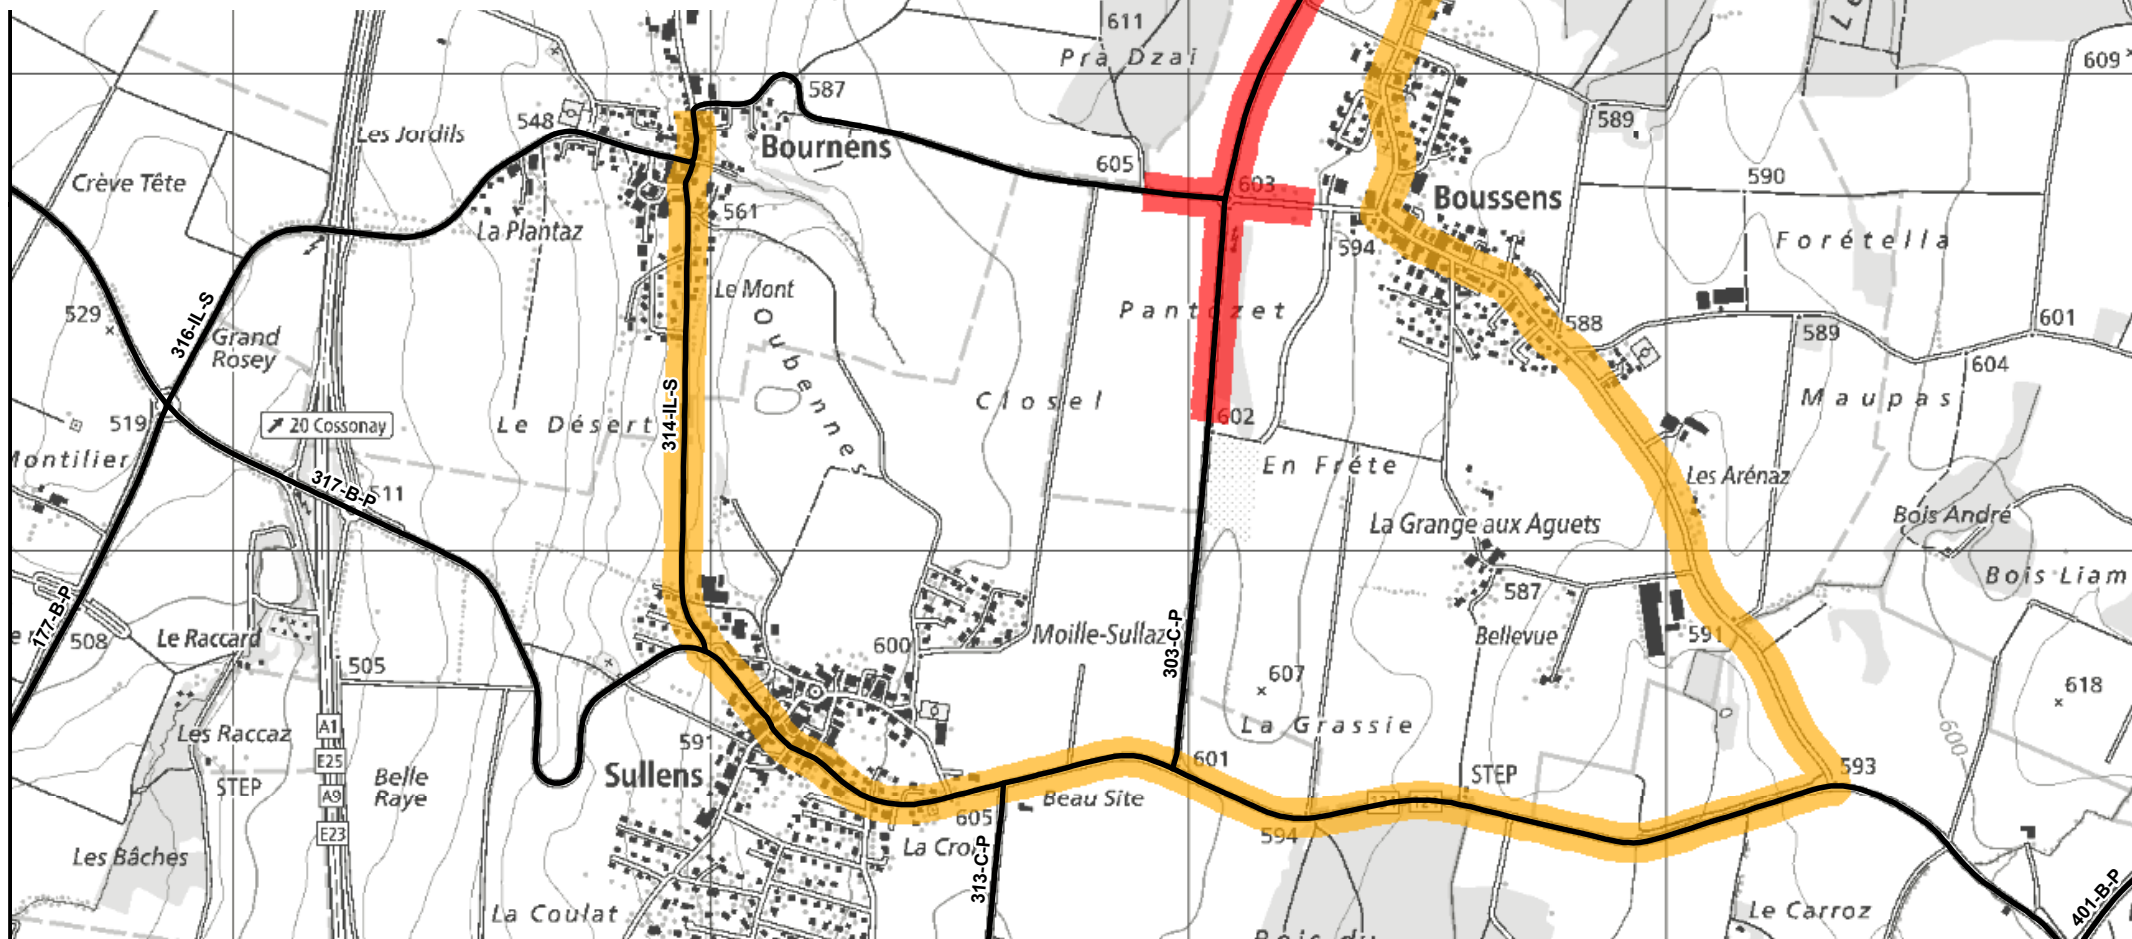 611
Pra Dzai
609
587
Les Jordils
548
Bournens
605
589
Crève Tête
603
590
Boussens
561
La Plantaz
594
Forétella
Le Mont
529
316-IL-S
Grand
Rosey
Oubennes
Pantozet
588
601
589
604
519
20 Cossonay
Le Désert
314-IL-S
Closel
602
Maupas
Montilier
317-B-P
511
En Fréte
Les Arénaz
La Grange aux Aguets
Bois André
Bois Liam
177-B-P
508
Le Raccard
505
600
Moille-Sullaz
303-C-P
587
Bellevue
591
607
618
A1
Les Raccaz
E25
STEP
Belle
Raye
A9
E23
591
Sullens
La Grassie
600
601
STEP
593
Beau Site
605
594
Les Bâches
La Croi
313-C-P
La Coulat
Le Carroz
401-B-P
Bois du